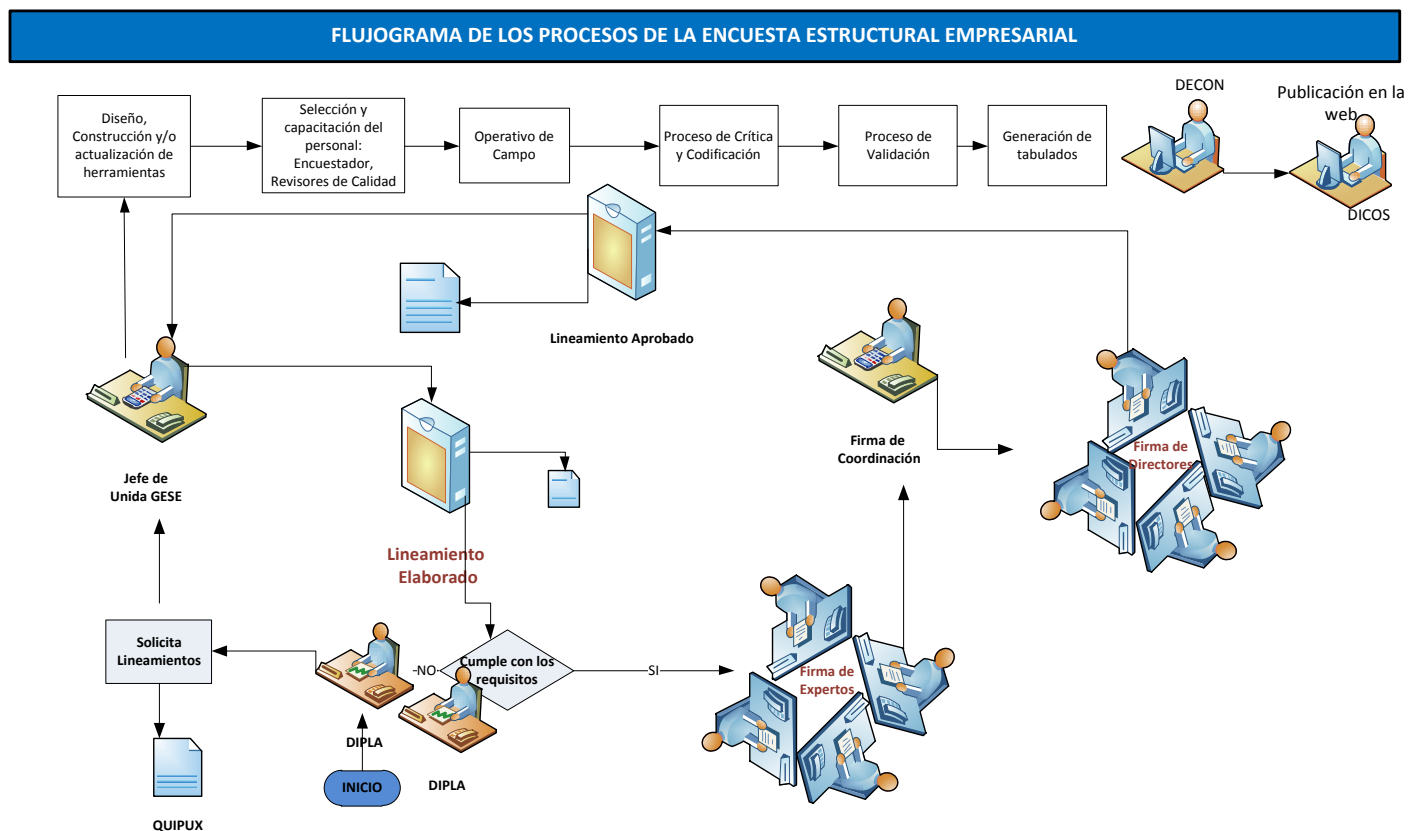 FLUJOGRAMA DE LOS PROCESOS DE LA ENCUESTA ESTRUCTURAL EMPRESARIAL
Diseño,
Construcción y/o
actualización de
herramientas
Selección y
capacitación del
personal:
Encuestador,
Revisores de Calidad
Operativo de
Campo
Proceso de Crítica
y Codificación
Proceso de
Validación
Generación de
tabulados
DECON
Publicación en la
web
DICOS
Lineamiento Aprobado
Jefe de
Unida GESE
Firma de
Coordinación
Firma de
Directores
Lineamiento
Elaborado
Solicita
Lineamientos
NO
Cumple con los
requisitos
SI
Firma de
Expertos
DIPLA
DIPLA
INICIO
QUIPUX